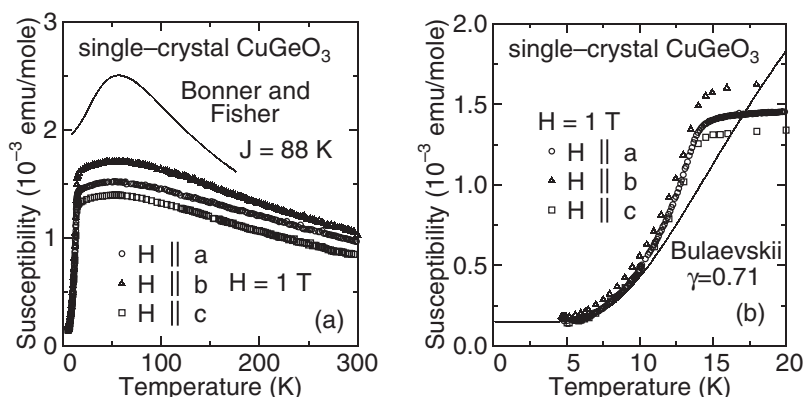 single–crystal CuGeO3
Bonner and
Fisher
J = 88 K
H || a
H || b H = 1 T
H || c
(a)
3
2
1
0
0 100 200 300
Temperature (K)
Susceptibility (10⁻³ emu/mole)
single–crystal CuGeO3
H = 1 T
H || a
H || b
H || c
Bulaevskii
γ=0.71
(b)
2.0
1.5
1.0
0.5
0.0
0 5 10 15 20
Temperature (K)
Susceptibility (10⁻³ emu/mole)